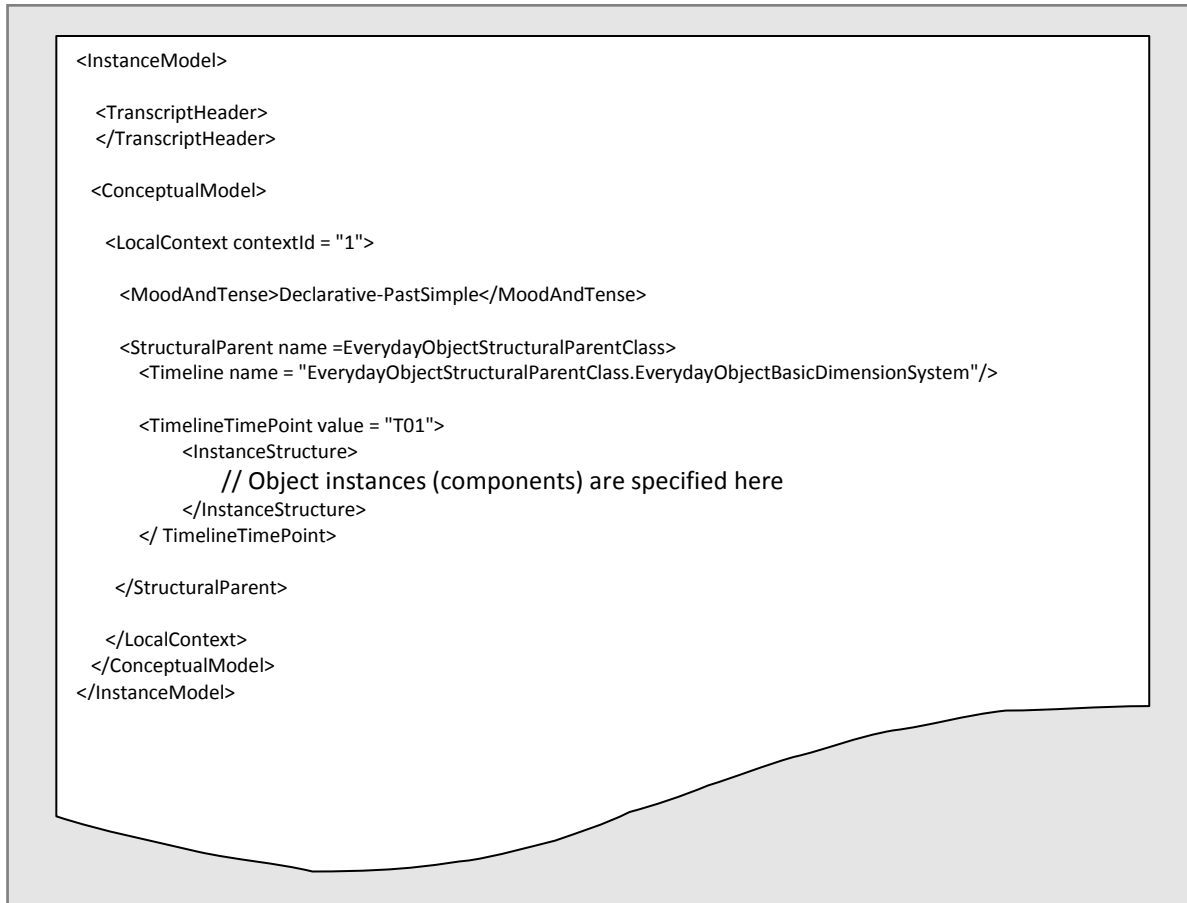 <InstanceModel>
<TranscriptHeader>
</TranscriptHeader>
<ConceptualModel>
<LocalContext contextId = "1">
<MoodAndTense>Declarative-PastSimple</MoodAndTense>
<StructuralParent name =EverydayObjectStructuralParentClass>
<Timeline name = "EverydayObjectStructuralParentClass.EverydayObjectBasicDimensionSystem"/>
<TimelineTimePoint value = "T01">
<InstanceStructure>
// Object instances (components) are specified here
</InstanceStructure>
</ TimelineTimePoint>
</StructuralParent>
</LocalContext>
</ConceptualModel>
</InstanceModel>